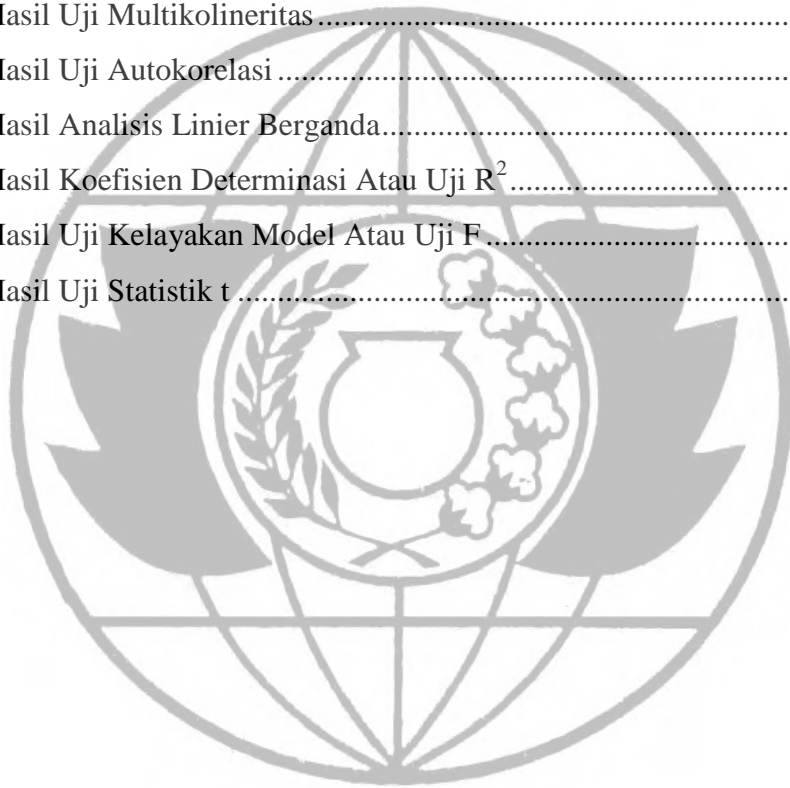 Hasil Uji Multikolineritas................................................................
Hasil Uji Autokorelasi.....................................................................
Hasil Analisis Linier Berganda........................................................
Hasil Koefisien Determinasi Atau Uji R²........................................
Hasil Uji Kelayakan Model Atau Uji F...........................................
Hasil Uji Statistik t..........................................................................